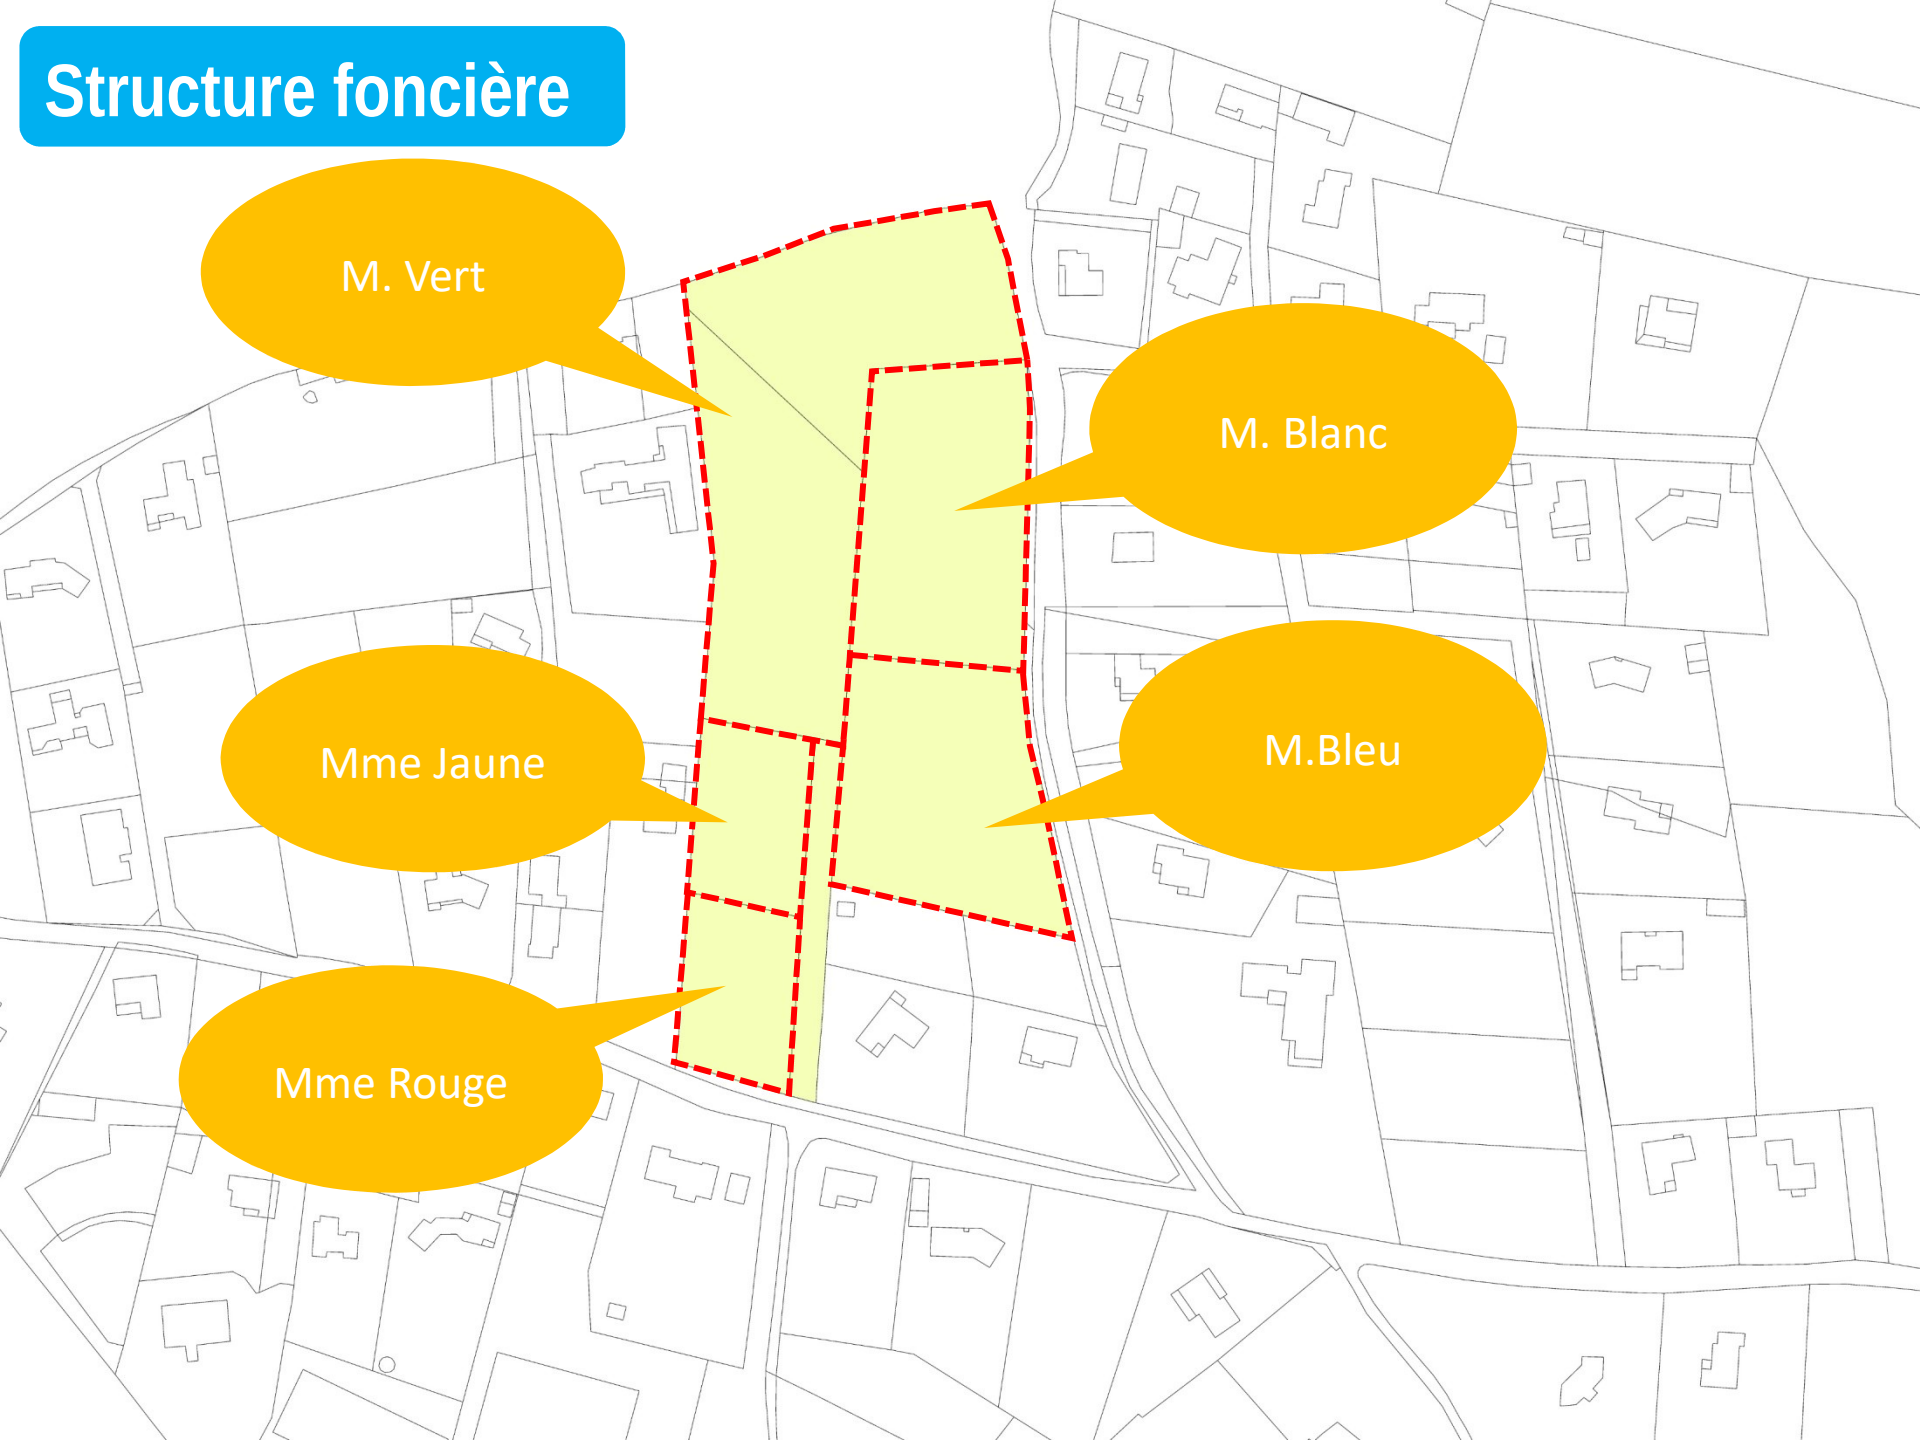 Structure foncière
M. Vert
M. Blanc
Mme Jaune
M.Bleu
Mme Rouge